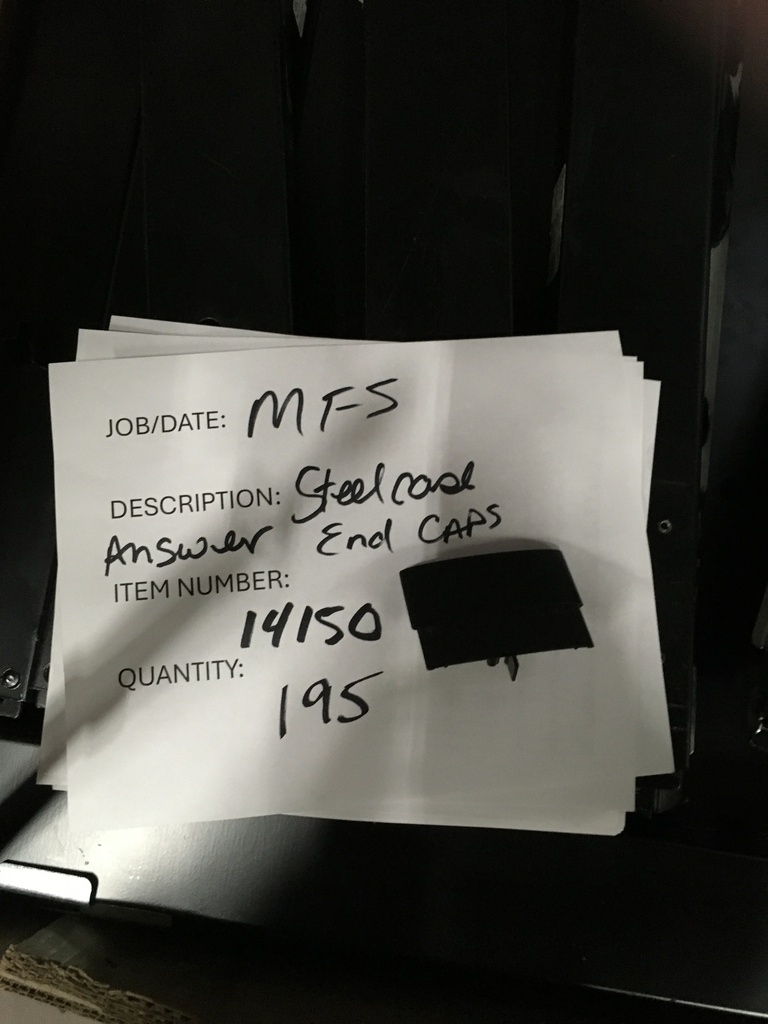 JOB/DATE: MFS
DESCRIPTION: Steelcase
Answer End CAPS
ITEM NUMBER:
14150
QUANTITY:
195